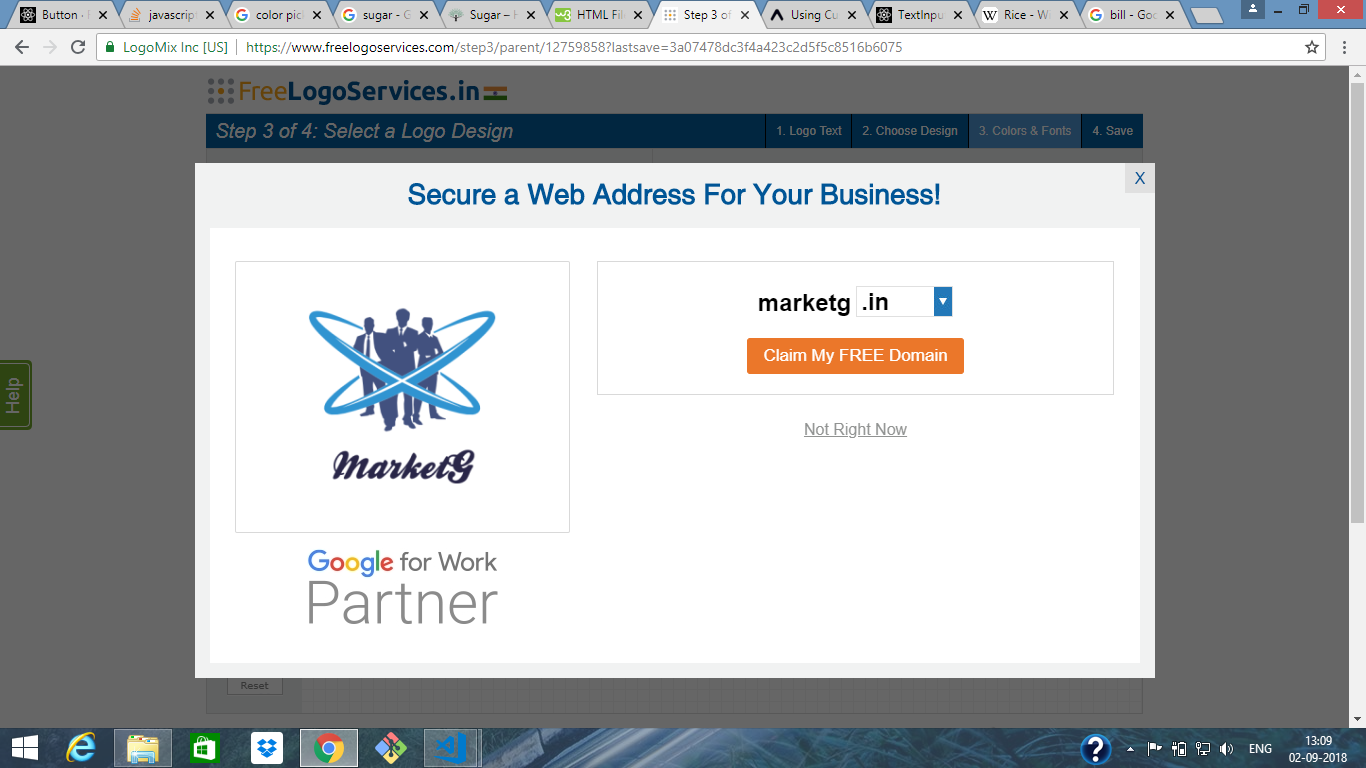 Button -
javascript
color pic
sugar - G
Sugar –
HTML Fil
Step 3 of
Using Cu
TextInpu
Rice - W
bill - Goo
LogoMix Inc [US] | https://www.freelogoservices.com/step3/parent/12759858?lastsave=3a07478dc3f4a423c2d5f5c8516b6075
FreeLogoServices.in
Step 3 of 4: Select a Logo Design
1. Logo Text
2. Choose Design
3. Colors & Fonts
4. Save
X
Secure a Web Address For Your Business!
marketg .in
Claim My FREE Domain
Not Right Now
MarketG
Google for Work
Partner
Help
Reset
ENG
13:09
02-09-2018